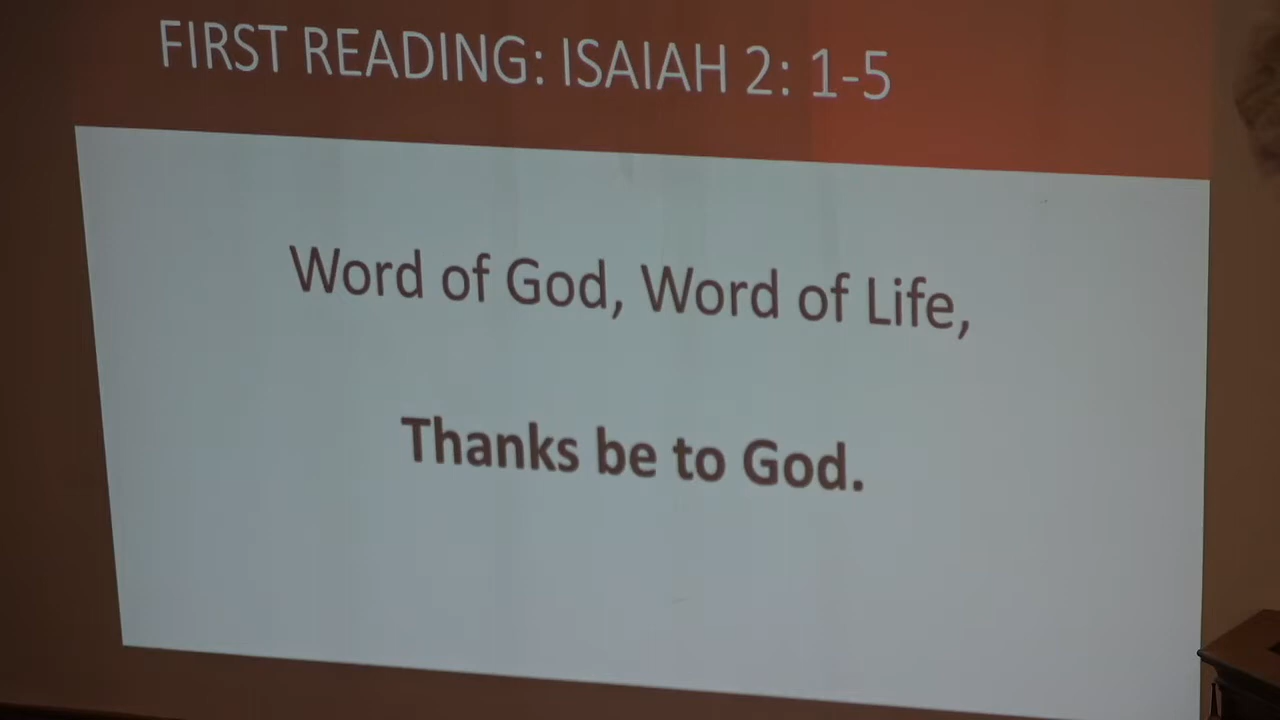 FIRST READING: ISAIAH 2: 1-5
Word of God, Word of Life,
Thanks be to God.